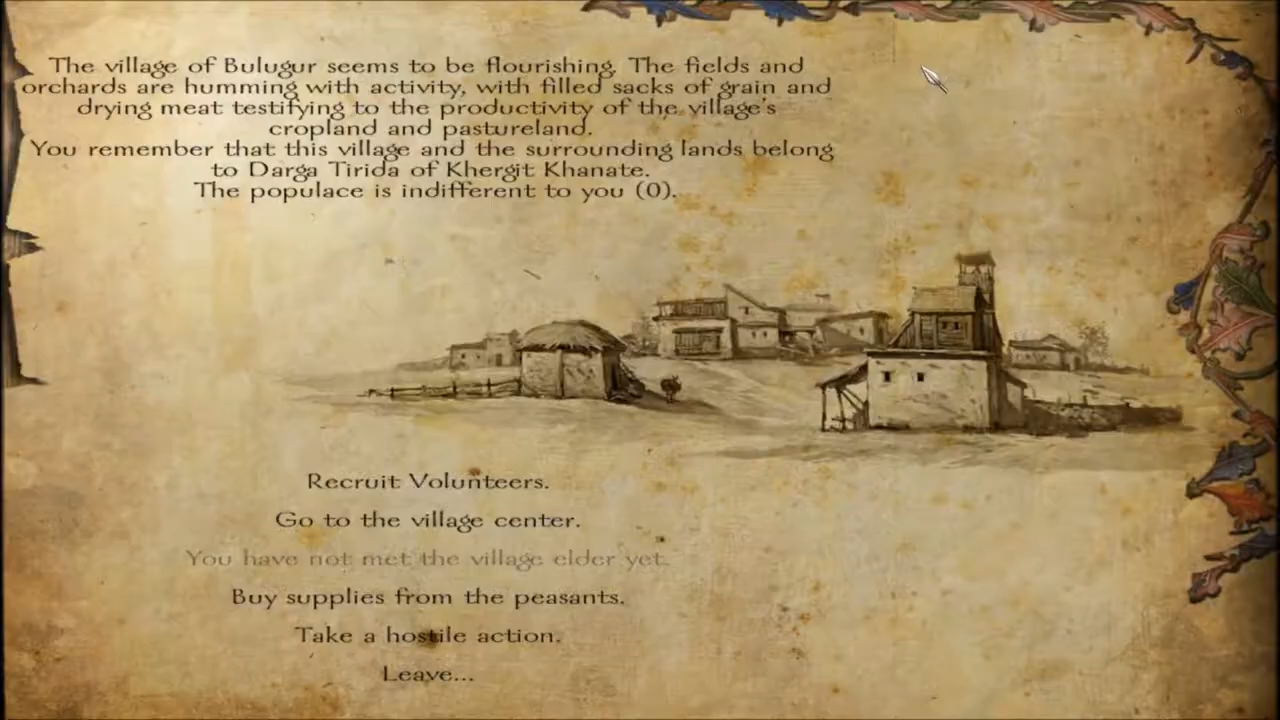 The village of Bulugur seems to be flourishing. The fields and
orchards are humming with activity, with filled sacks of grain and
drying meat testifying to the productivity of the village's
cropland and pastureland.
You remember that this village and the surrounding lands belong
to Darga Tirida of Khergit Khanate.
The populace is indifferent to you (0).
Recruit Volunteers.
Go to the village center.
You have not met the village elder yet.
Buy supplies from the peasants.
Take a hostile action.
Leave...